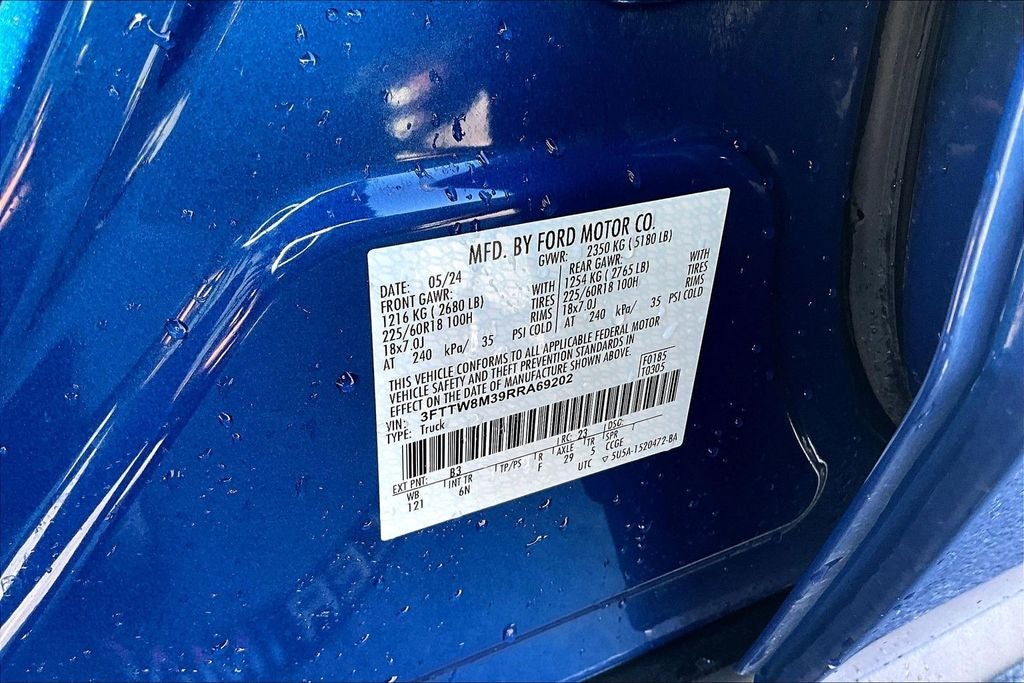 MFD. BY FORD MOTOR CO.
DATE: 05/24 GVWR: 2350 KG ( 5180 LB)
FRONT GAWR: WITH REAR GAWR: WITH
1216 KG ( 2680 LB) TIRES 1254 KG ( 2765 LB) TIRES
225/60R18 100H RIMS 225/60R18 100H RIMS
18x7.0J 18x7.0J
AT 240 kPa/ 35 PSI COLD AT 240 kPa/ 35 PSI COLD
THIS VEHICLE CONFORMS TO ALL APPLICABLE FEDERAL MOTOR
VEHICLE SAFETY AND THEFT PREVENTION STANDARDS IN
EFFECT ON THE DATE OF MANUFACTURE SHOWN ABOVE.
VIN: 3FTTW8M39RRA69202 F0185
TYPE: Truck T0305
EXT PNT: B3 RC: 23 DSO:
WB INT TR TP/PS R AXLE TR SPR
121 6N F 29 5 CCGE
UTC ▽ 5U5A-1520472-BA